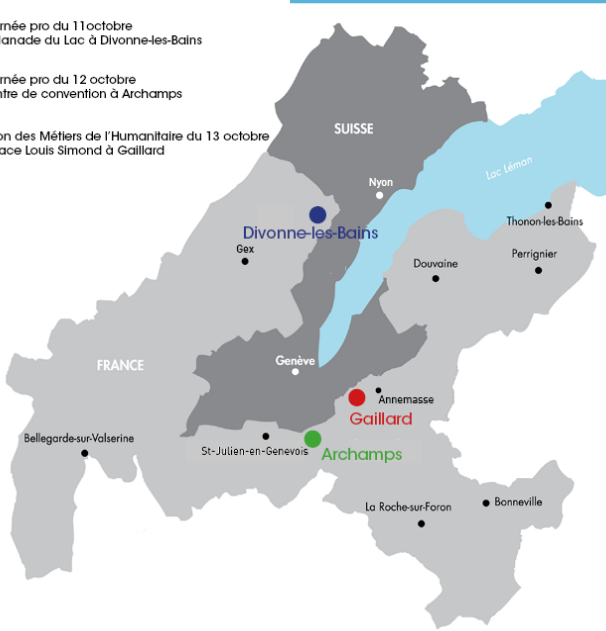 rnée pro du 11octobre
lanade du Lac à Divonne-les-Bains
rnée pro du 12 octobre
ntre de convention à Archamps
on des Métiers de l'Humanitaire du 13 octobre
ace Louis Simond à Gaillard
SUISSE
Lac Léman
Nyon
Thonon-les-Bains
Divonne-les-Bains
Gex
Perrignier
Douvaine
Genève
FRANCE
Annemasse
Gaillard
Bellegarde-sur-Valserine
St-Julien-en-Genevois
Archamps
La Roche-sur-Foron
Bonneville